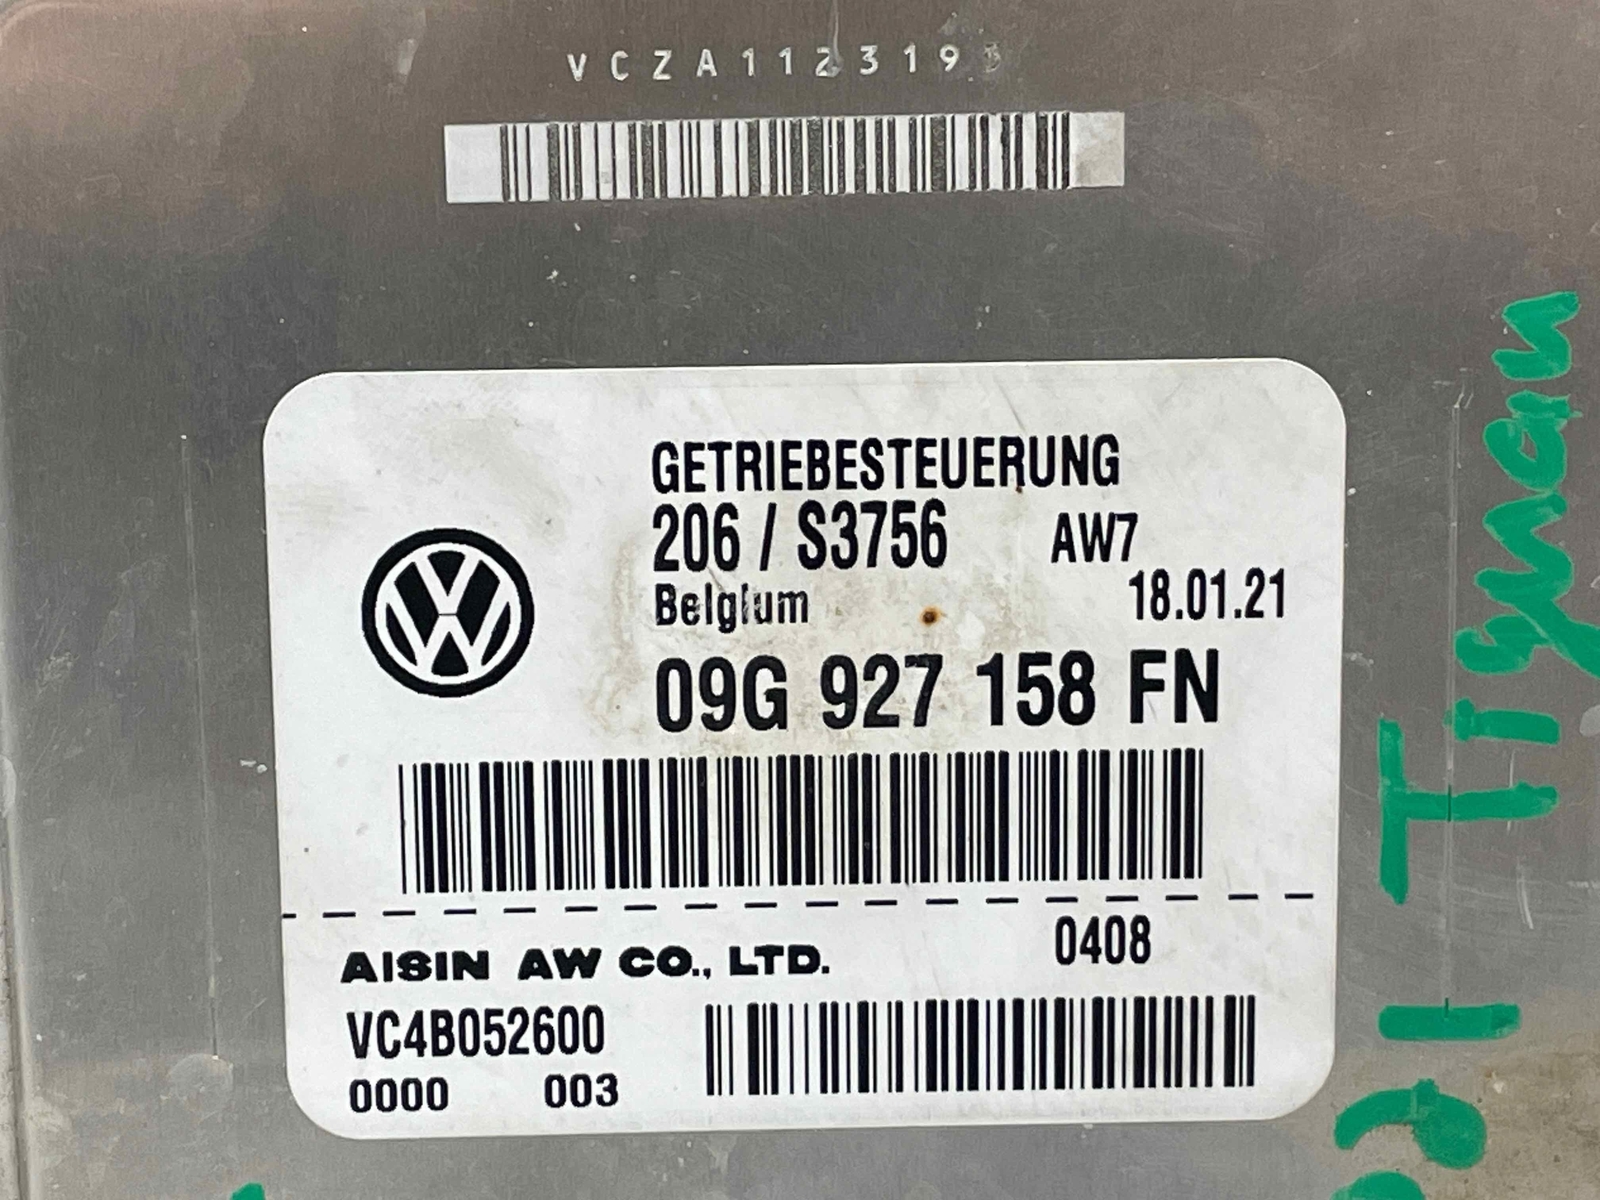 VCZA112319
GETRIEBESTEUERUNG
206 / S3756 AW7
Belgium 18.01.21
09G 927 158 FN
0408
AISIN AW CO., LTD.
VC4B052600
0000 003
Tiguan